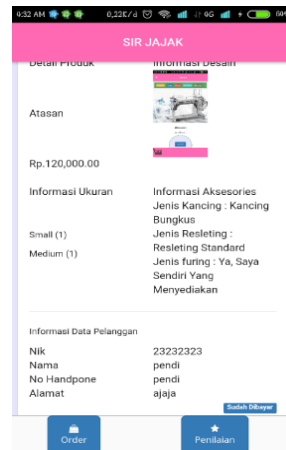 9:32 AM 0,22K/d 4G
SIR JAJAK
Detail Produk Informasi Desain
Atasan
Rp.120,000.00
Informasi Ukuran Informasi Aksesories
Jenis Kancing : Kancing
Bungkus
Small (1) Jenis Resleting :
Resleting Standard
Medium (1) Jenis furing : Ya, Saya
Sendiri Yang
Menyediakan
Informasi Data Pelanggan
Nik 23232323
Nama pendi
No Handpone pendi
Alamat ajaja
Sudah Dibayar
Order Penilaian